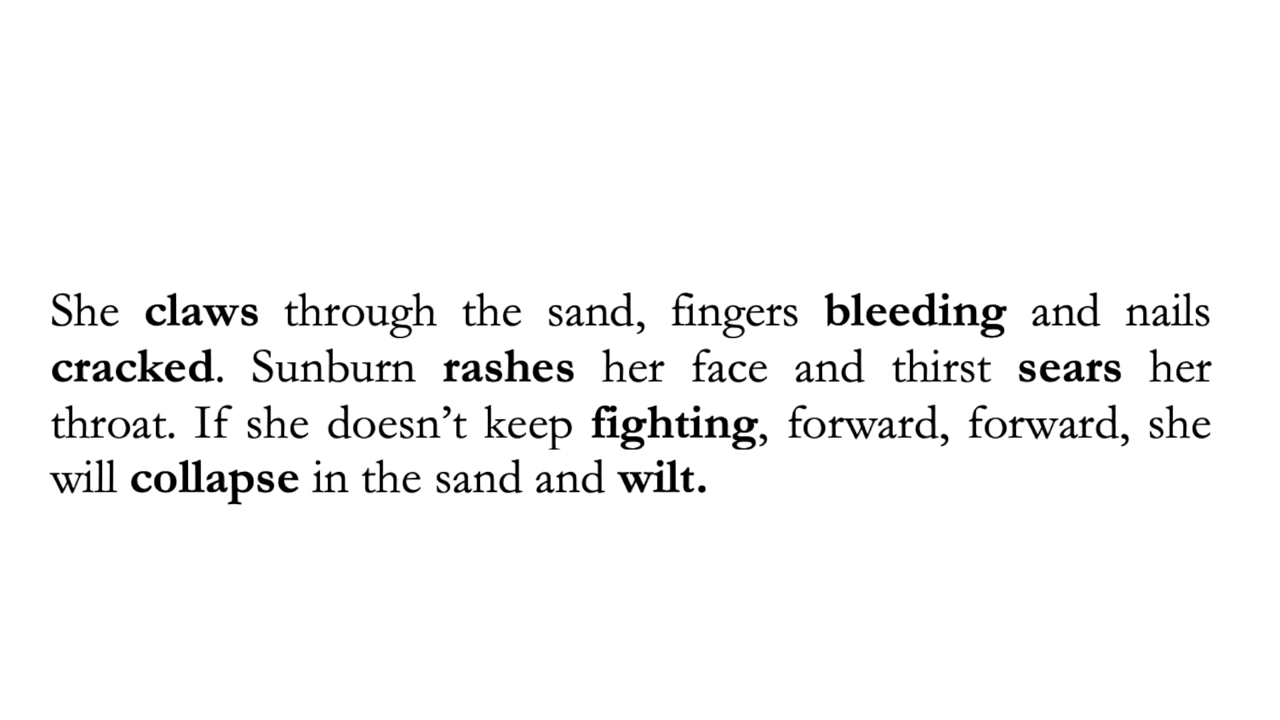 She claws through the sand, fingers bleeding and nails
cracked. Sunburn rashes her face and thirst sears her
throat. If she doesn’t keep fighting, forward, forward, she
will collapse in the sand and wilt.